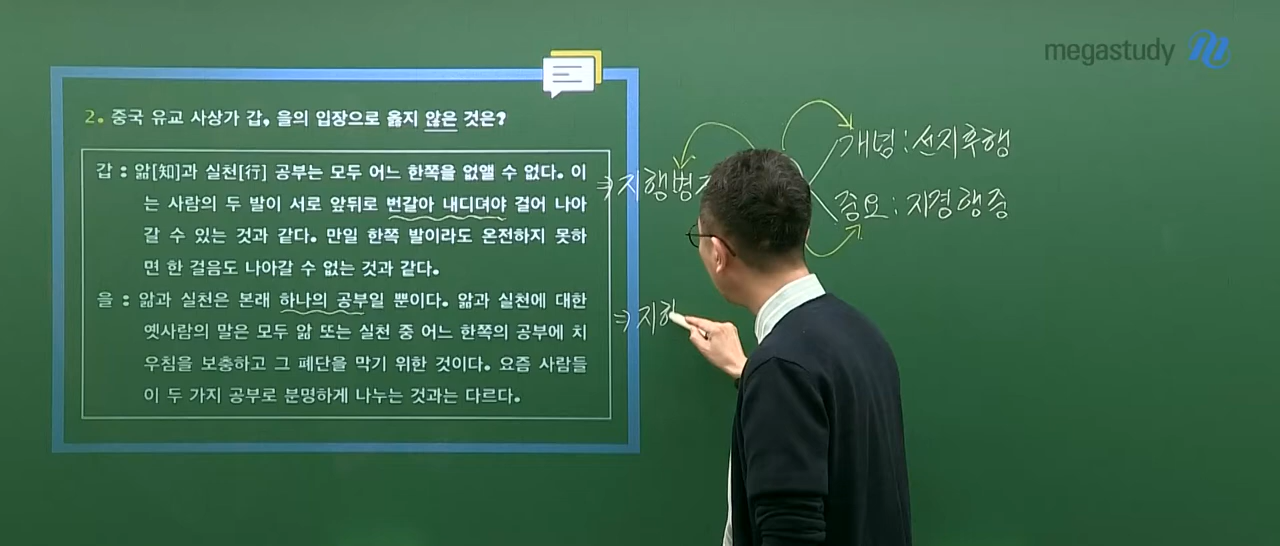 megastudy
2. 중국 유교 사상가 갑, 을의 입장으로 옳지 않은 것은?
갑 : 앎[知]과 실천[行] 공부는 모두 어느 한쪽을 없앨 수 없다. 이
는 사람의 두 발이 서로 앞뒤로 번갈아 내디뎌야 걸어 나아
갈 수 있는 것과 같다. 만일 한쪽 발이라도 온전하지 못하
면 한 걸음도 나아갈 수 없는 것과 같다.
을 : 앎과 실천은 본래 하나의 공부일 뿐이다. 앎과 실천에 대한
옛사람의 말은 모두 앎 또는 실천 중 어느 한쪽의 공부에 치
우침을 보충하고 그 폐단을 막기 위한 것이다. 요즘 사람들
이 두 가지 공부로 분명하게 나누는 것과는 다르다.
개념 : 선지후행
⇒ 지행병
중요 : 지경행중
⇒ 지행